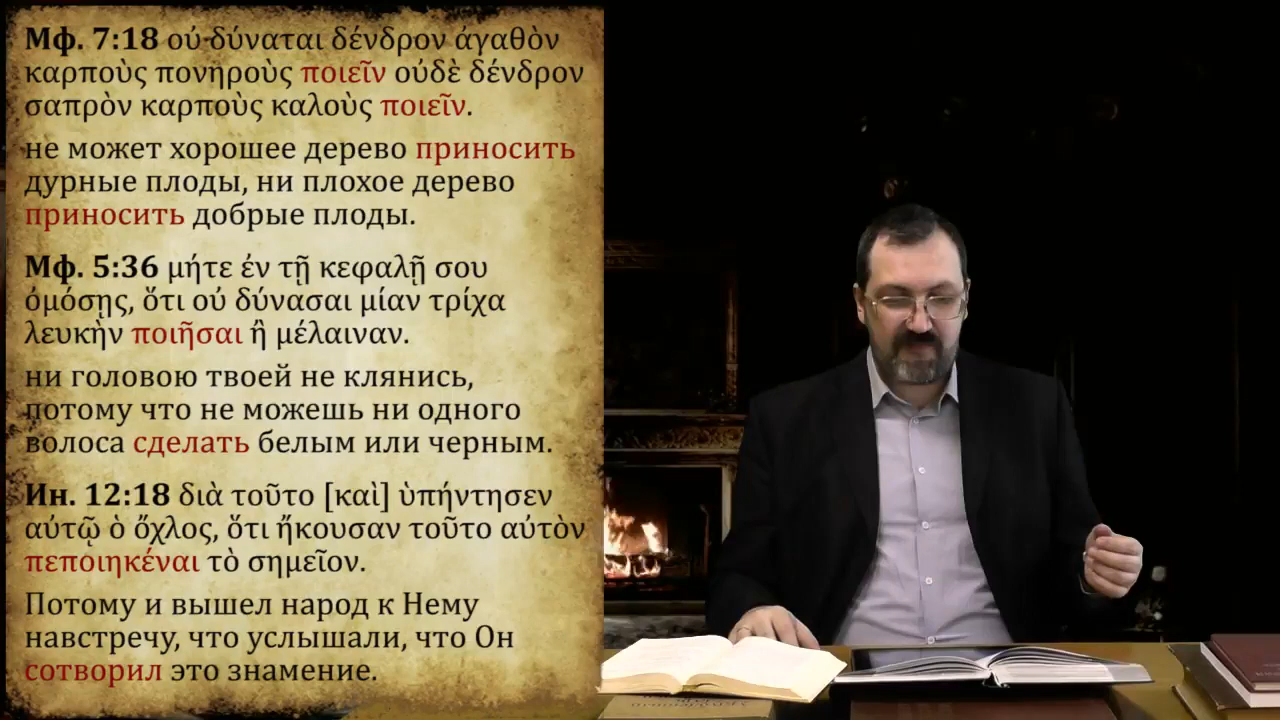 Мф. 7:18 οὐ δύναται δένδρον ἀγαθὸν
καρποὺς πονηροὺς ποιεῖν οὐδὲ δένδρον
σαπρὸν καρποὺς καλοὺς ποιεῖν.
не может хорошее дерево приносить
дурные плоды, ни плохое дерево
приносить добрые плоды.
Мф. 5:36 μήτε ἐν τῇ κεφαλῇ σου
ὀμόσῃς, ὅτι οὐ δύνασαι μίαν τρίχα
λευκὴν ποιῆσαι ἢ μέλαιναν.
ни головою твоей не клянись,
потому что не можешь ни одного
волоса сделать белым или черным.
Ин. 12:18 διὰ τοῦτο [καὶ] ὑπήντησεν
αὐτῷ ὁ ὄχλος, ὅτι ἤκουσαν τοῦτο αὐτὸν
πεποιηκέναι τὸ σημεῖον.
Потому и вышел народ к Нему
навстречу, что услышали, что Он
сотворил это знамение.